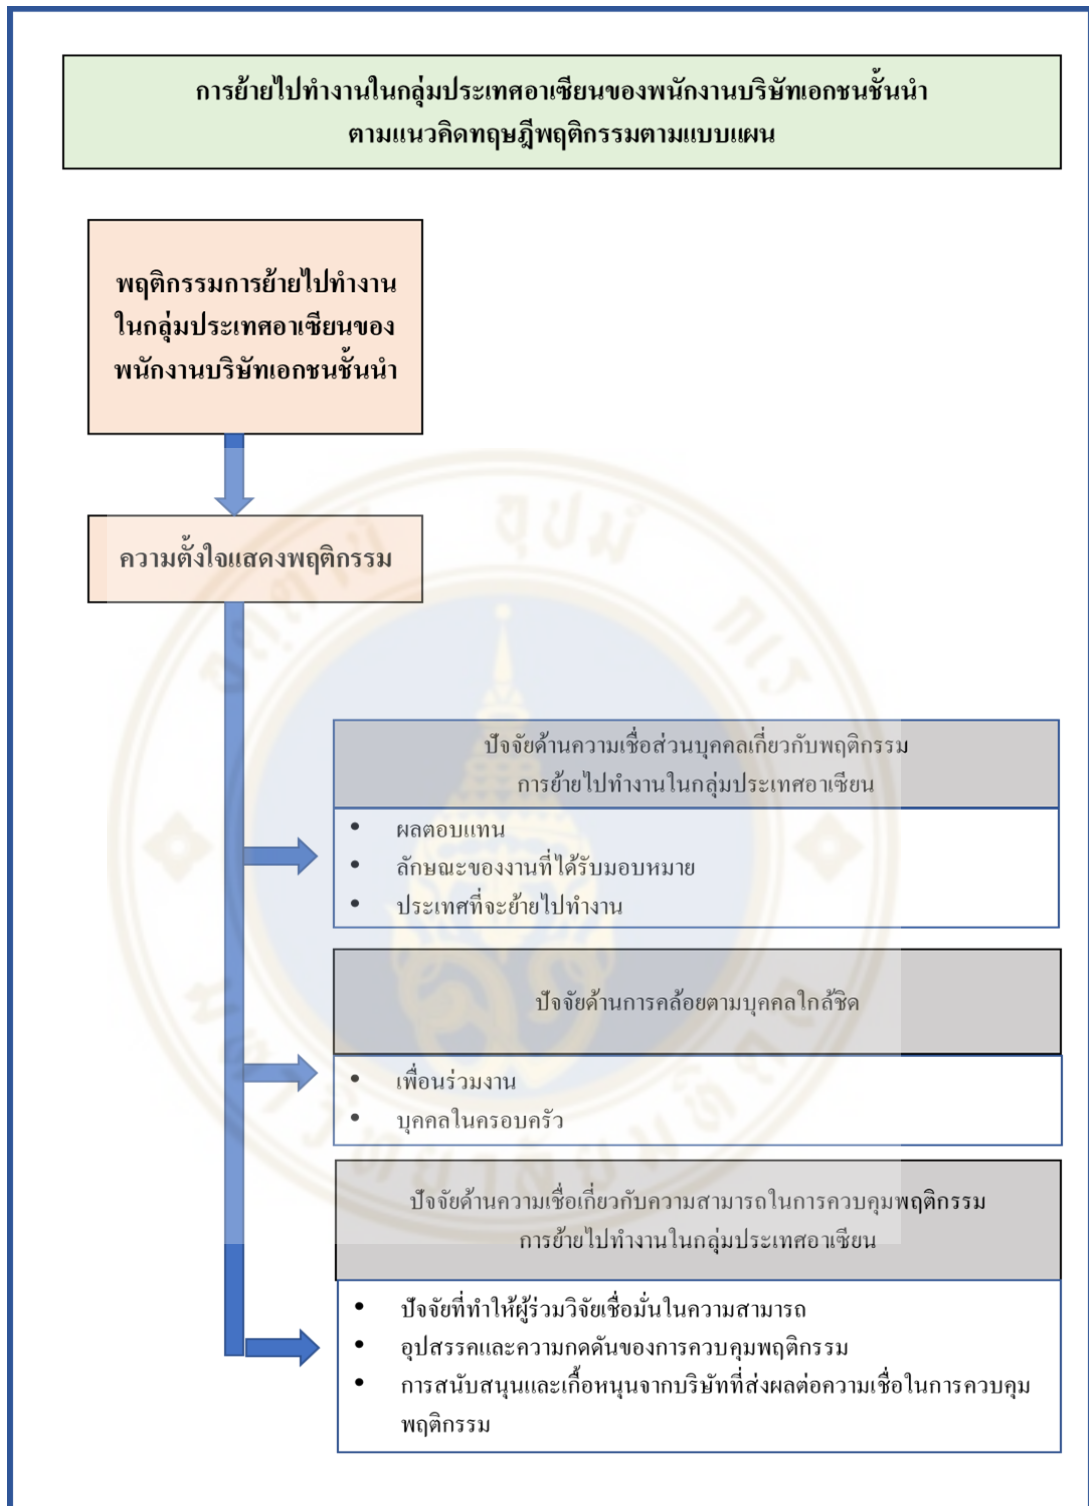 การย้ายไปทำงานในกลุ่มประเทศอาเซียนของพนักงานบริษัทเอกชนชั้นนำ
ตามแนวคิดทฤษฎีพฤติกรรมตามแบบแผน
พฤติกรรมการย้ายไปทำงาน
ในกลุ่มประเทศอาเซียนของ
พนักงานบริษัทเอกชนชั้นนำ
ความตั้งใจแสดงพฤติกรรม
ปัจจัยด้านความเชื่อส่วนบุคคลเกี่ยวกับพฤติกรรม
การย้ายไปทำงานในกลุ่มประเทศอาเซียน
• ผลตอบแทน
• ลักษณะของงานที่ได้รับมอบหมาย
• ประเทศที่จะย้ายไปทำงาน
ปัจจัยด้านการคล้อยตามบุคคลใกล้ชิด
• เพื่อนร่วมงาน
• บุคคลในครอบครัว
ปัจจัยด้านความเชื่อเกี่ยวกับความสามารถในการควบคุมพฤติกรรม
การย้ายไปทำงานในกลุ่มประเทศอาเซียน
• ปัจจัยที่ทำให้ผู้ร่วมวิจัยเชื่อมั่นในความสามารถ
• อุปสรรคและความกดดันของการควบคุมพฤติกรรม
• การสนับสนุนและเกื้อหนุนจากบริษัทที่ส่งผลต่อความเชื่อในการควบคุม
พฤติกรรม
อตฺตานํ อุปมํ กเร
มหาวิทยาลัยมหิดล